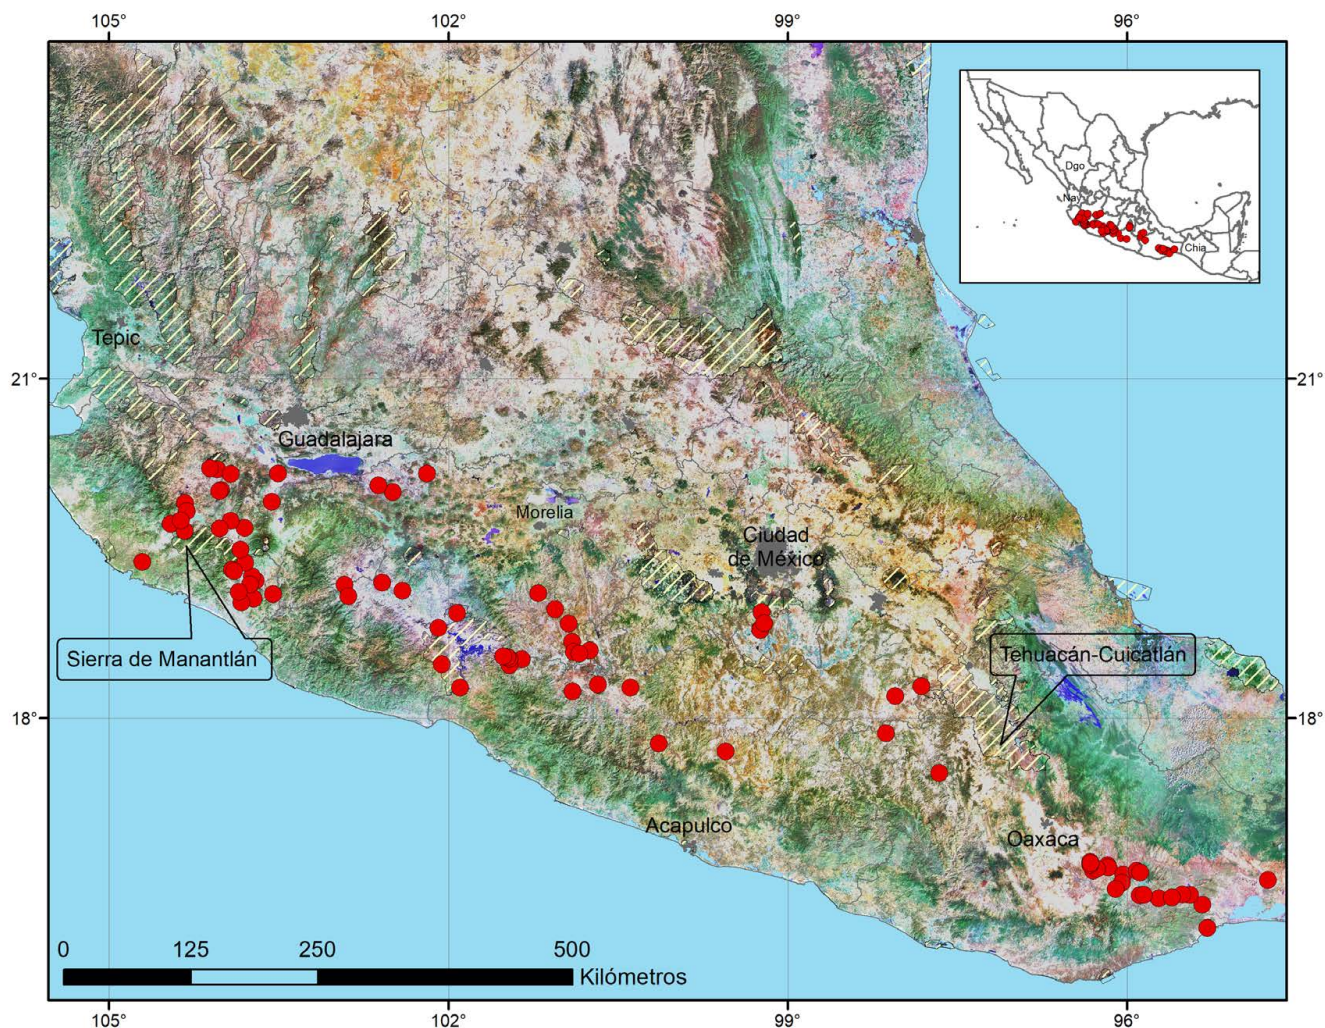 105°
102°
99°
96°
Dgo
Nay
Chia
Tepic
21°
21°
Guadalajara
Morelia
Ciudad
de México
Sierra de Manantlán
Tehuacán-Cuicatlán
18°
18°
Acapulco
Oaxaca
0 125 250 500
Kilómetros
105°
102°
99°
96°